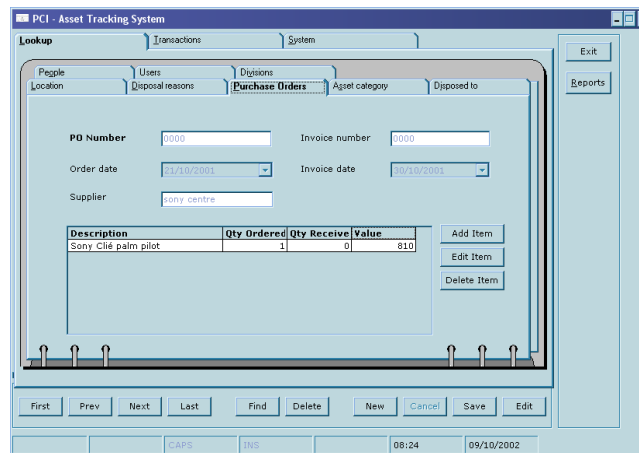 PCI - Asset Tracking System
Lookup Transactions System
Exit
Reports
People Users Divisions
Location Disposal reasons Purchase Orders Asset category Disposed to
PO Number 0000 Invoice number 0000
Order date 21/10/2001 Invoice date 30/10/2001
Supplier sony centre
Description Qty Ordered Qty Receive Value
Sony Clié palm pilot 1 0 810
Add Item
Edit Item
Delete Item
First Prev Next Last Find Delete New Cancel Save Edit
CAPS INS 08:24 09/10/2002